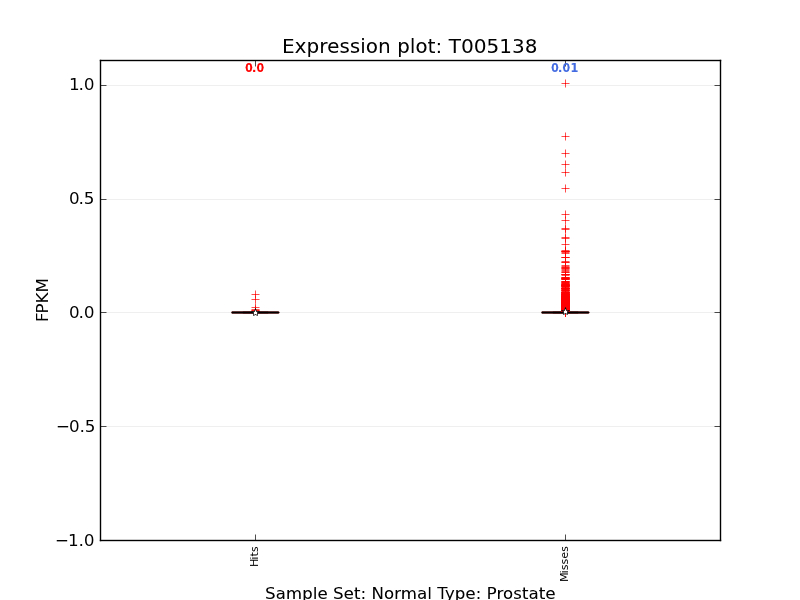 Expression plot: T005138
0.0
0.01
1.0
0.5
0.0
−0.5
−1.0
FPKM
Hits
Misses
Sample Set: Normal Type: Prostate